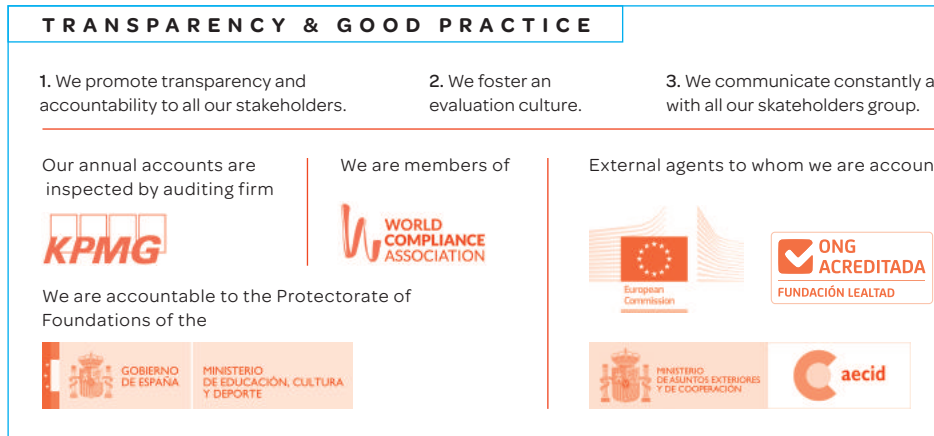 TRANSPARENCY & GOOD PRACTICE
1. We promote transparency and
accountability to all our stakeholders.
2. We foster an
evaluation culture.
3. We communicate constantly a
with all our skateholders group.
Our annual accounts are
inspected by auditing firm
KPMG
We are members of
WORLD
COMPLIANCE
ASSOCIATION
We are accountable to the Protectorate of
Foundations of the
GOBIERNO
DE ESPAÑA
MINISTERIO
DE EDUCACIÓN, CULTURA
Y DEPORTE
External agents to whom we are accoun
European
Commission
ONG
ACREDITADA
FUNDACIÓN LEALTAD
MINISTERIO
DE ASUNTOS EXTERIORES
Y DE COOPERACIÓN
aecid